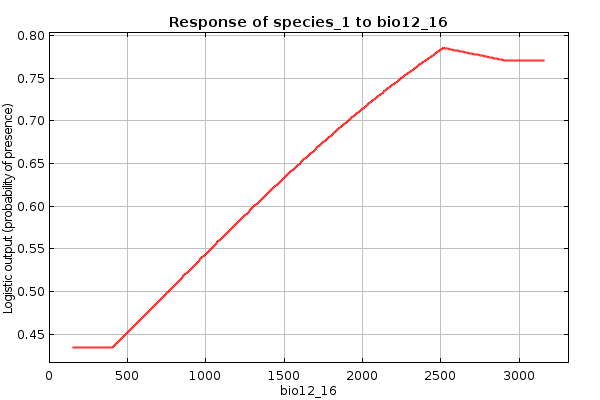 Response of species_1 to bio12_16
Logistic output (probability of presence)
0.80
0.75
0.70
0.65
0.60
0.55
0.50
0.45
0 500 1000 1500 2000 2500 3000
bio12_16